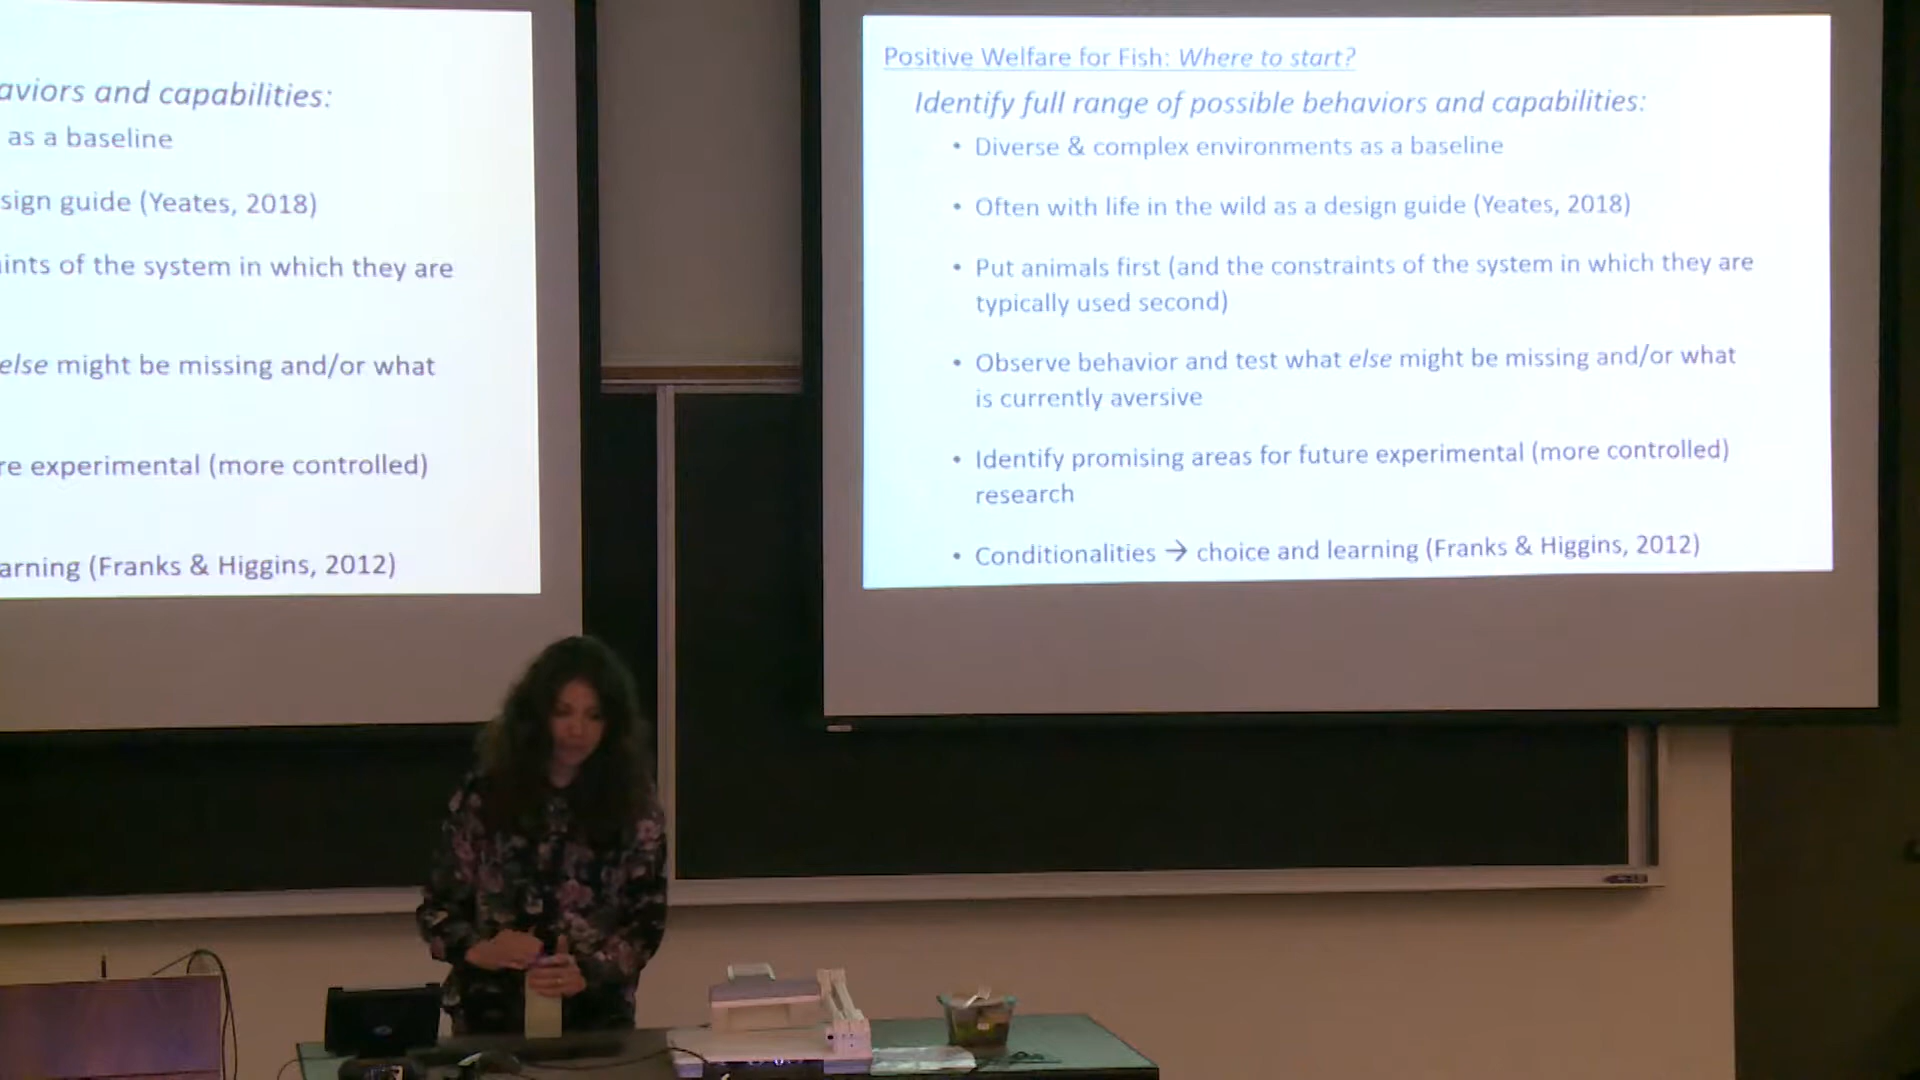 aviors and capabilities:
as a baseline
sign guide (Yeates, 2018)
ints of the system in which they are
else might be missing and/or what
re experimental (more controlled)
arning (Franks & Higgins, 2012)
Positive Welfare for Fish: Where to start?
Identify full range of possible behaviors and capabilities:
• Diverse & complex environments as a baseline
• Often with life in the wild as a design guide (Yeates, 2018)
• Put animals first (and the constraints of the system in which they are
typically used second)
• Observe behavior and test what else might be missing and/or what
is currently aversive
• Identify promising areas for future experimental (more controlled)
research
• Conditionalities → choice and learning (Franks & Higgins, 2012)